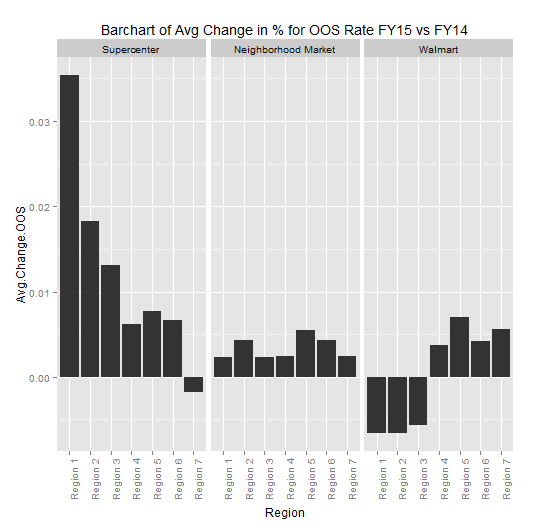 Barchart of Avg Change in % for OOS Rate FY15 vs FY14
Supercenter
Neighborhood Market
Walmart
Avg.Change.OOS
0.03
0.02
0.01
0.00
Region 1
Region 2
Region 3
Region 4
Region 5
Region 6
Region 7
Region 1
Region 2
Region 3
Region 4
Region 5
Region 6
Region 7
Region 1
Region 2
Region 3
Region 4
Region 5
Region 6
Region 7
Region